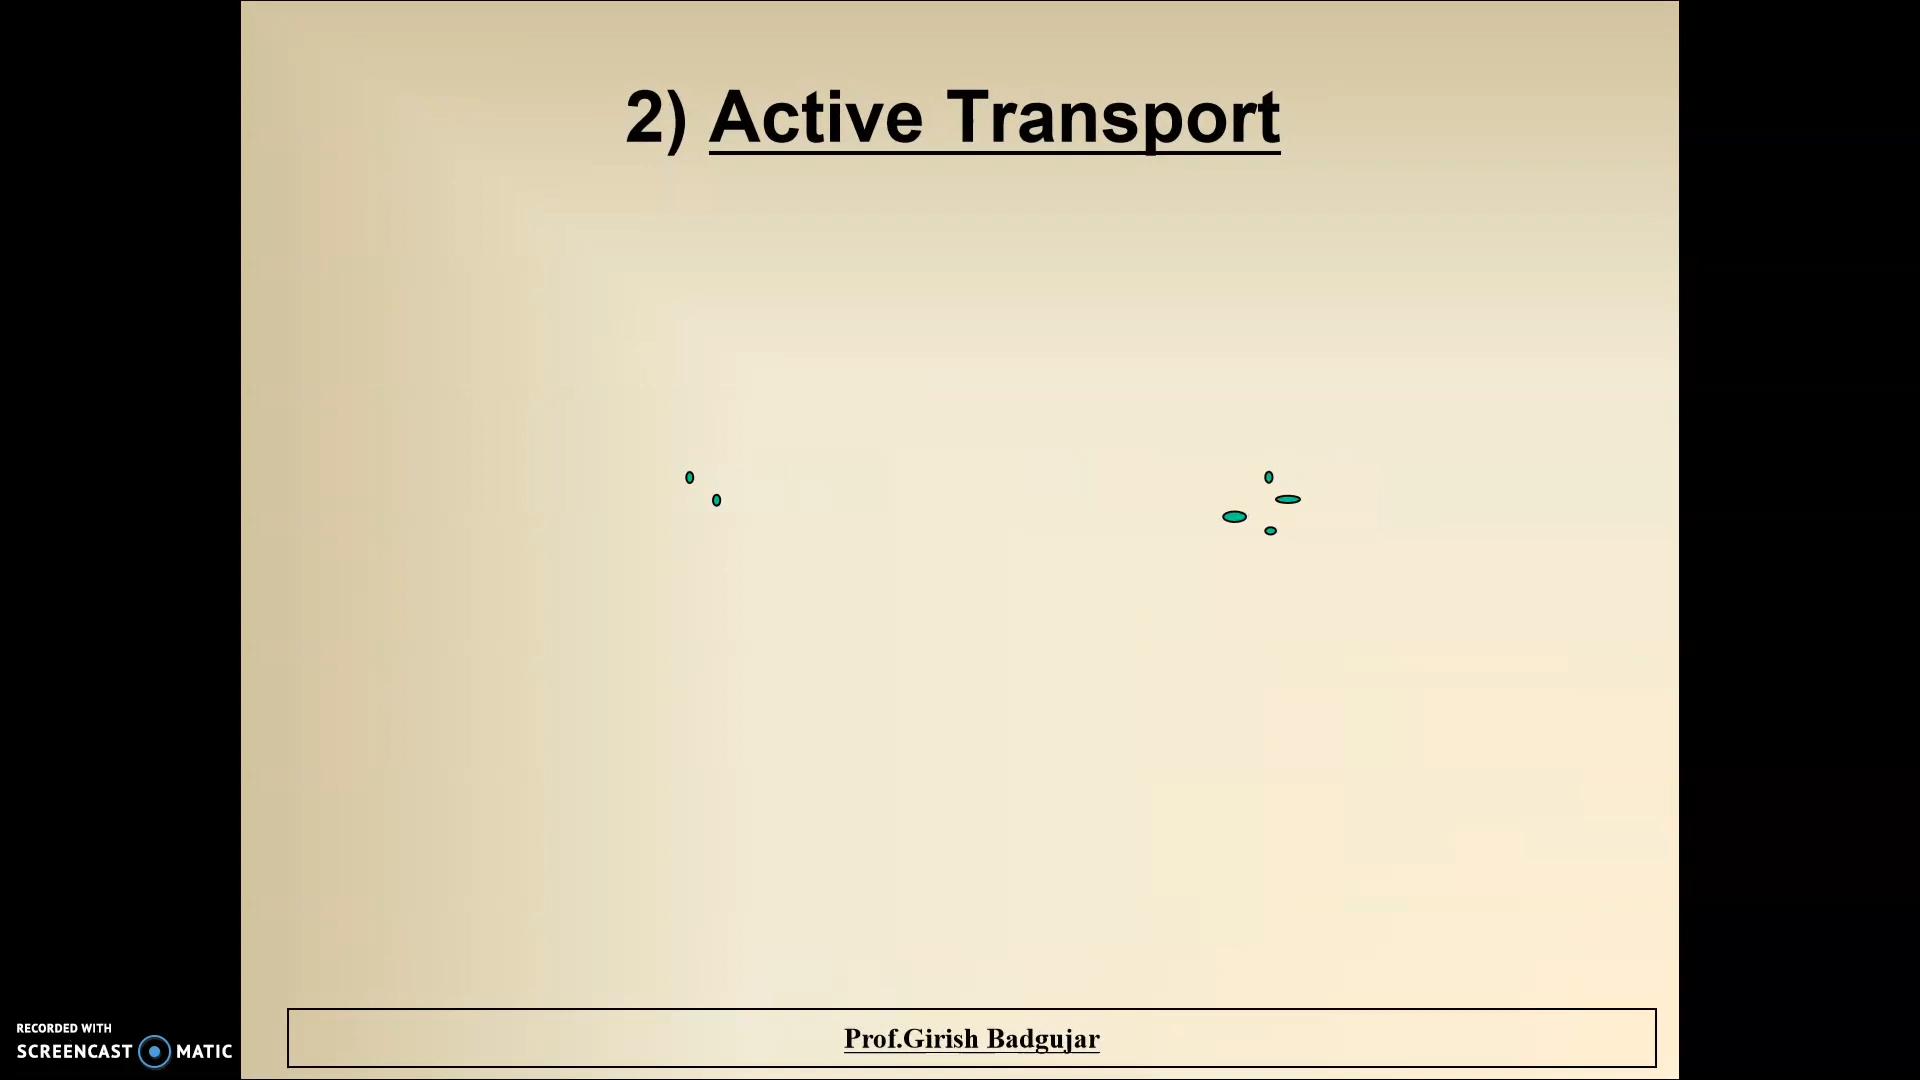 2) Active Transport
Prof.Girish Badgujar
RECORDED WITH
SCREENCAST MATIC